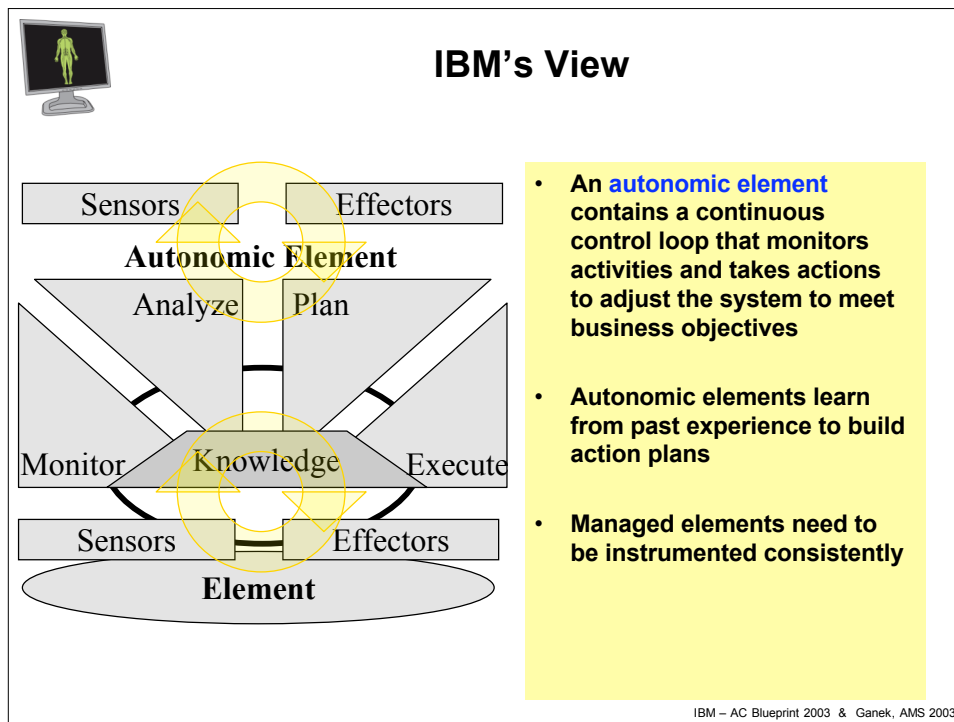 IBM's View
Sensors
Effectors
Autonomic Element
Analyze
Plan
Monitor
Knowledge
Execute
Sensors
Effectors
Element
• An autonomic element
contains a continuous
control loop that monitors
activities and takes actions
to adjust the system to meet
business objectives
• Autonomic elements learn
from past experience to build
action plans
• Managed elements need to
be instrumented consistently
IBM – AC Blueprint 2003 & Ganek, AMS 2003